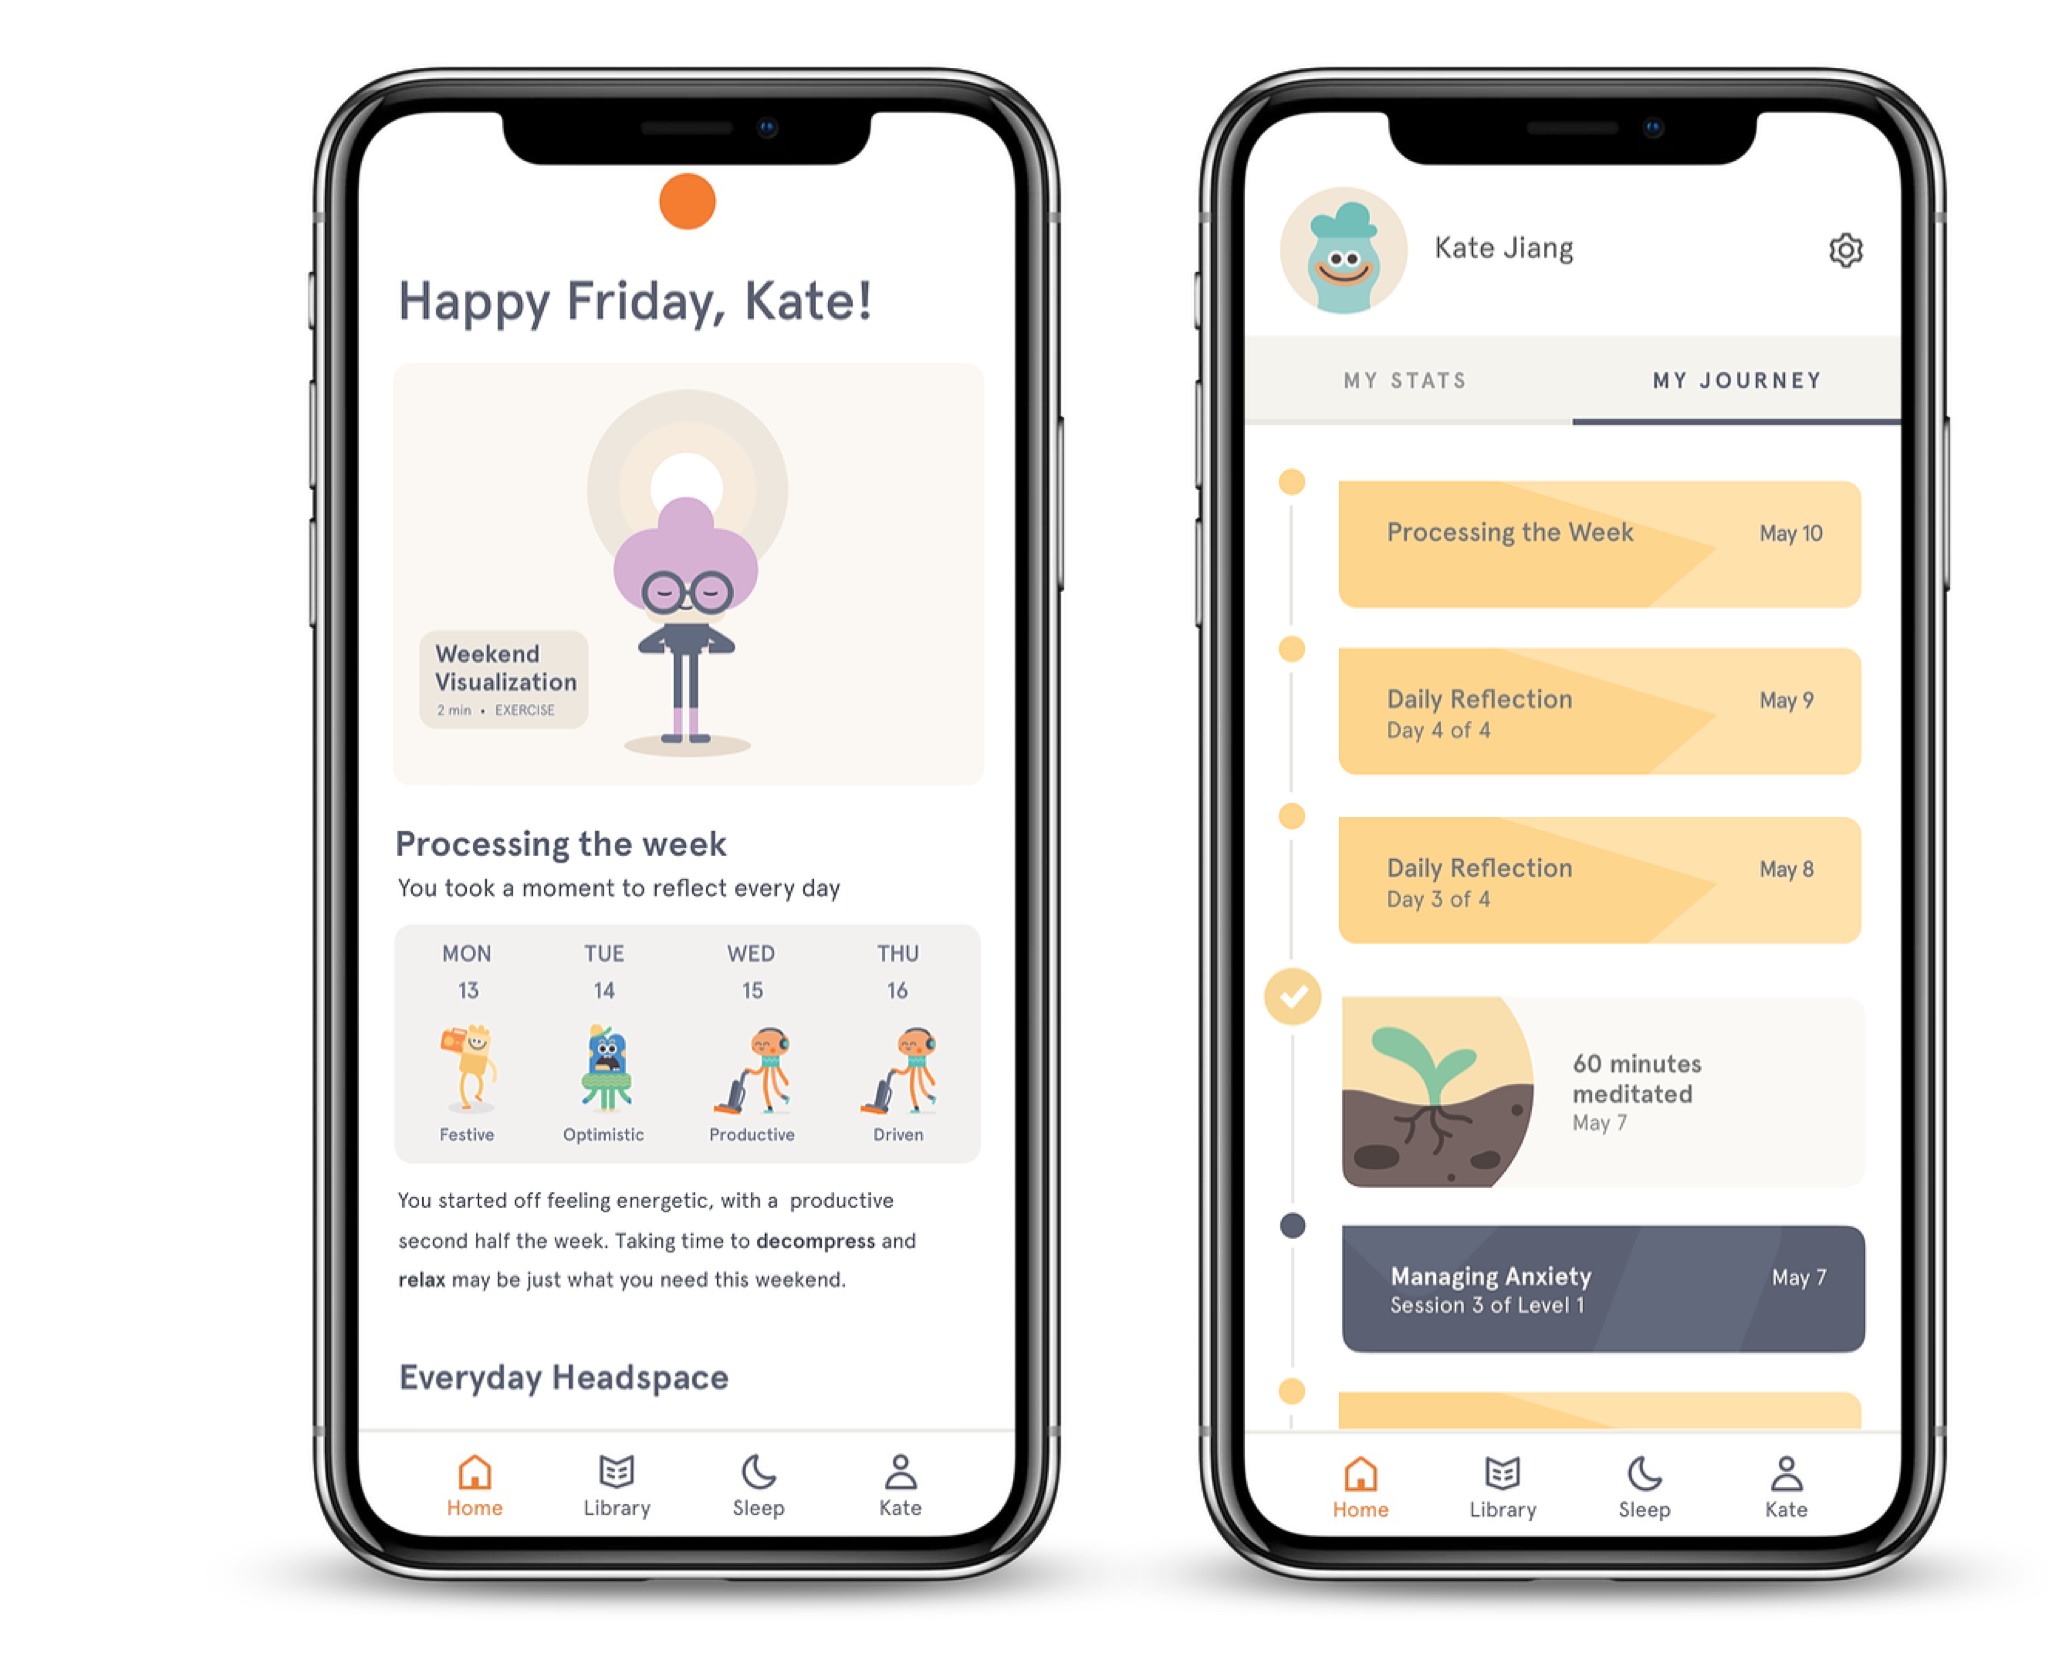 Happy Friday, Kate!
Weekend
Visualization
2 min • EXERCISE
Processing the week
You took a moment to reflect every day
MON TUE WED THU
13 14 15 16
Festive Optimistic Productive Driven
You started off feeling energetic, with a productive
second half the week. Taking time to decompress and
relax may be just what you need this weekend.
Everyday Headspace
Home Library Sleep Kate
Kate Jiang
MY STATS MY JOURNEY
Processing the Week May 10
Daily Reflection May 9
Day 4 of 4
Daily Reflection May 8
Day 3 of 4
60 minutes
meditated
May 7
Managing Anxiety May 7
Session 3 of Level 1
Home Library Sleep Kate